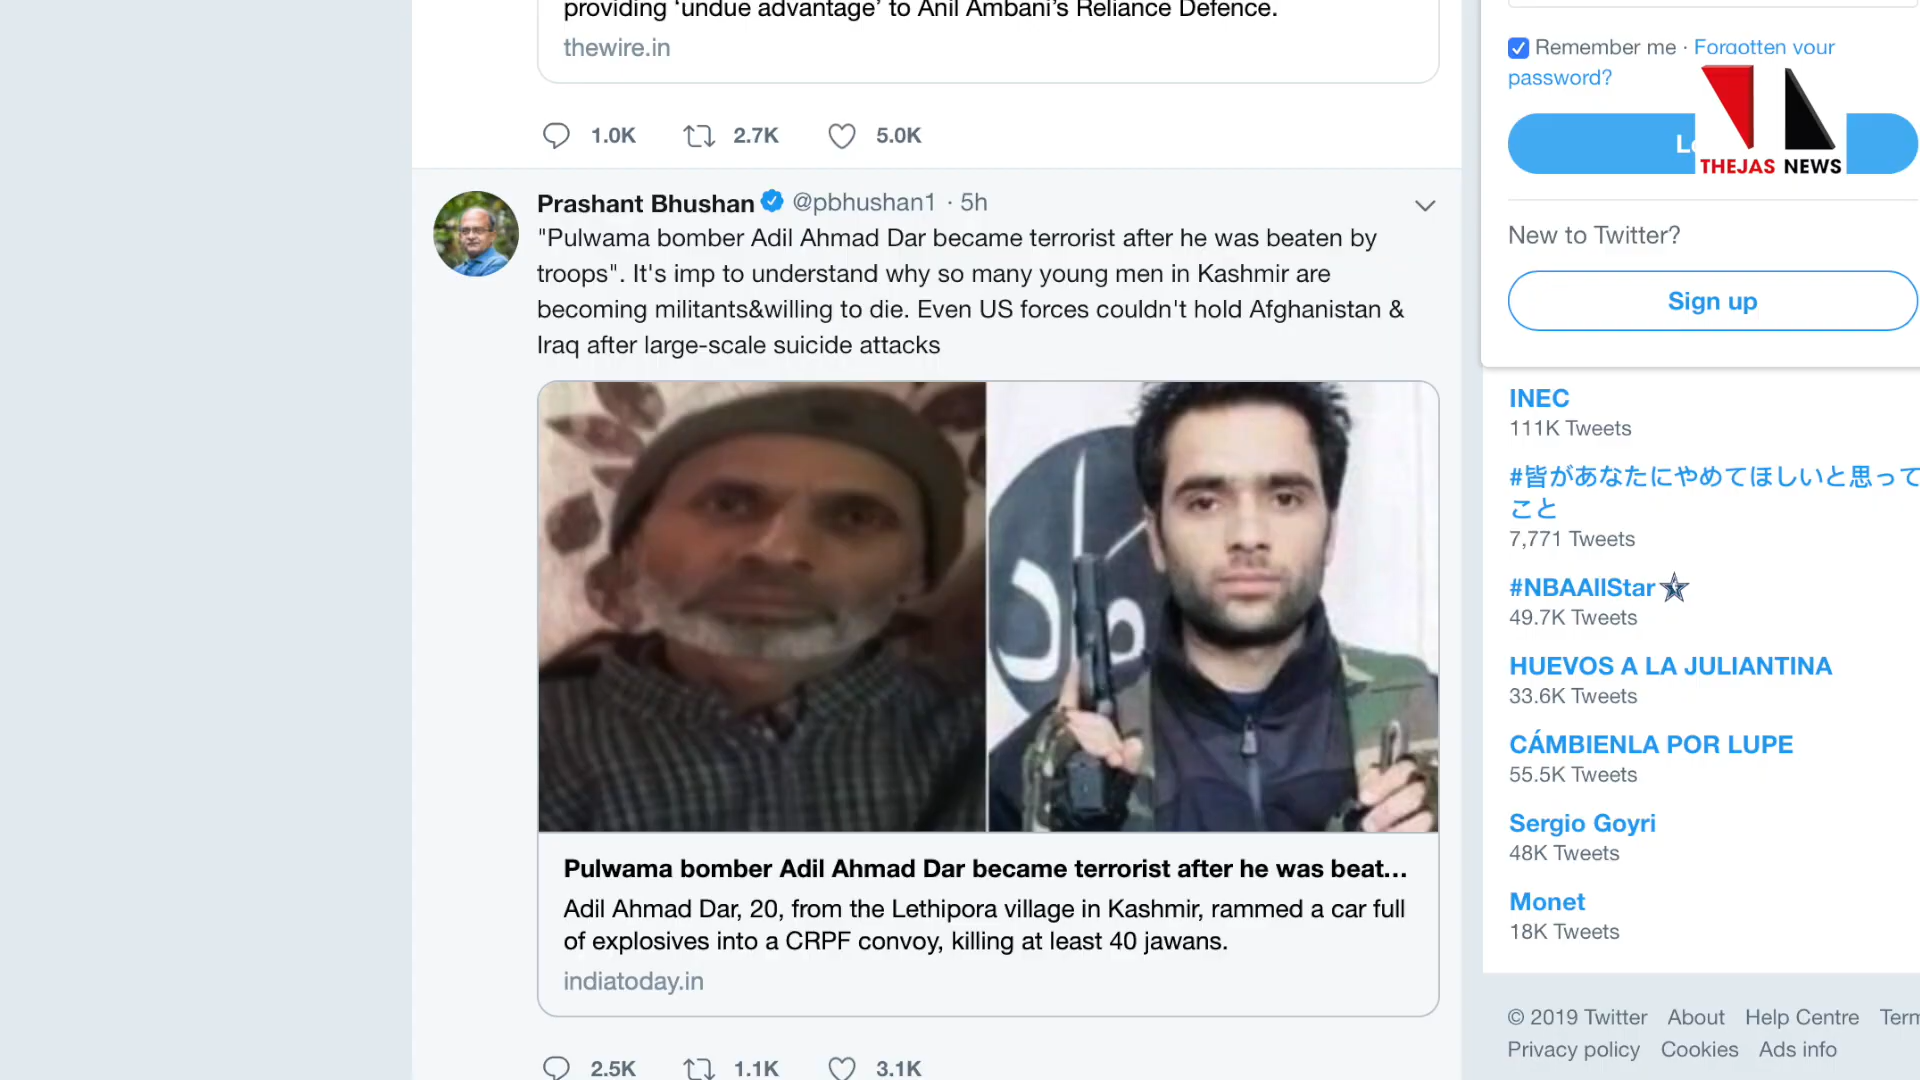 providing ‘undue advantage’ to Anil Ambani’s Reliance Defence.
thewire.in
1.0K 2.7K 5.0K
Prashant Bhushan @pbhushan1 · 5h
"Pulwama bomber Adil Ahmad Dar became terrorist after he was beaten by
troops". It's imp to understand why so many young men in Kashmir are
becoming militants&willing to die. Even US forces couldn't hold Afghanistan &
Iraq after large-scale suicide attacks
Pulwama bomber Adil Ahmad Dar became terrorist after he was beat...
Adil Ahmad Dar, 20, from the Lethipora village in Kashmir, rammed a car full
of explosives into a CRPF convoy, killing at least 40 jawans.
indiatoday.in
2.5K 1.1K 3.1K
Remember me · Forgotten your
password?
THEJAS NEWS
New to Twitter?
Sign up
INEC
111K Tweets
#皆があなたにやめてほしいと思って
こと
7,771 Tweets
#NBAAllStar
49.7K Tweets
HUEVOS A LA JULIANTINA
33.6K Tweets
CÁMBIENLA POR LUPE
55.5K Tweets
Sergio Goyri
48K Tweets
Monet
18K Tweets
© 2019 Twitter About Help Centre
Privacy policy Cookies Ads info